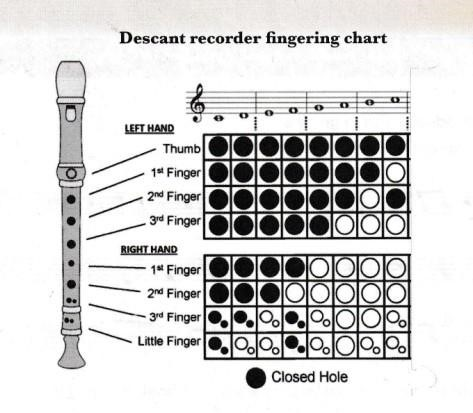 Descant recorder fingering chart
LEFT HAND
Thumb
1st Finger
2nd Finger
3rd Finger
RIGHT HAND
1st Finger
2nd Finger
3rd Finger
Little Finger
Closed Hole